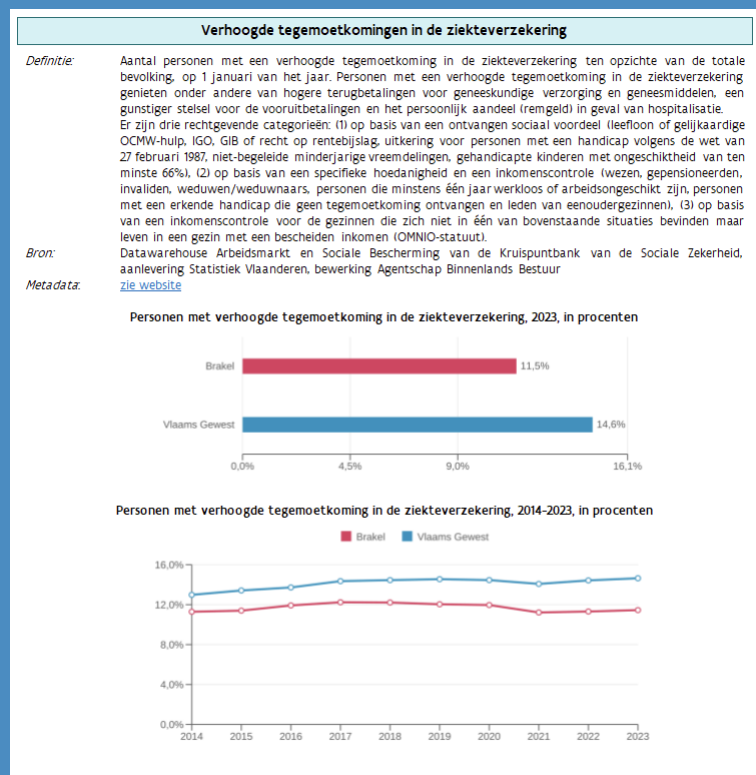 Verhoogde tegemoetkomingen in de ziekteverzekering
Definitie: Aantal personen met een verhoogde tegemoetkoming in de ziekteverzekering ten opzichte van de totale
bevolking, op 1 januari van het jaar. Personen met een verhoogde tegemoetkoming in de ziekteverzekering
genieten onder andere van hogere terugbetalingen voor geneeskundige verzorging en geneesmiddelen, een
gunstiger stelsel voor de vooruitbetalingen en het persoonlijk aandeel (remgeld) in geval van hospitalisatie.
Er zijn drie rechtgevende categorieën: (1) op basis van een ontvangen sociaal voordeel (leefloon of gelijkaardige
OCMW-hulp, IGO, GIB of recht op rentebijslag, uitkering voor personen met een handicap volgens de wet van
27 februari 1987, niet-begeleide minderjarige vreemdelingen, gehandicapte kinderen met ongeschiktheid van ten
minste 66%), (2) op basis van een specifieke hoedanigheid en een inkomenscontrole (wezen, gepensioneerden,
invaliden, weduwen/weduwnaars, personen die minstens één jaar werkloos of arbeidsongeschikt zijn, personen
met een erkende handicap die geen tegemoetkoming ontvangen en leden van eenoudergezinnen), (3) op basis
van een inkomenscontrole voor de gezinnen die zich niet in één van bovenstaande situaties bevinden maar
leven in een gezin met een bescheiden inkomen (OMNIO-statuut).
Bron: Datawarehouse Arbeidsmarkt en Sociale Bescherming van de Kruispuntbank van de Sociale Zekerheid,
aanlevering Statistiek Vlaanderen, bewerking Agentschap Binnenlands Bestuur
Metadata: zie website
Personen met verhoogde tegemoetkoming in de ziekteverzekering, 2023, in procenten
Brakel 11,5%
Vlaams Gewest 14,6%
0,0% 4,5% 9,0% 16,1%
Personen met verhoogde tegemoetkoming in de ziekteverzekering, 2014-2023, in procenten
Brakel Vlaams Gewest
16,0%
12,0%
8,0%
4,0%
0,0%
2014 2015 2016 2017 2018 2019 2020 2021 2022 2023